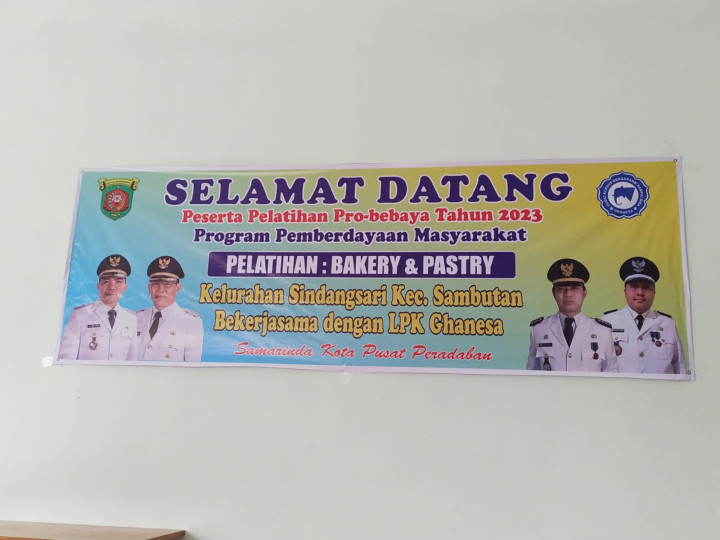 SELAMAT DATANG
Peserta Pelatihan Pro-bebaya Tahun 2023
Program Pemberdayaan Masyarakat
PELATIHAN : BAKERY & PASTRY
Kelurahan Sindangsari Kec. Sambutan
Bekerjasama dengan LPK Ghanesa
Samarinda Kota Pusat Peradaban